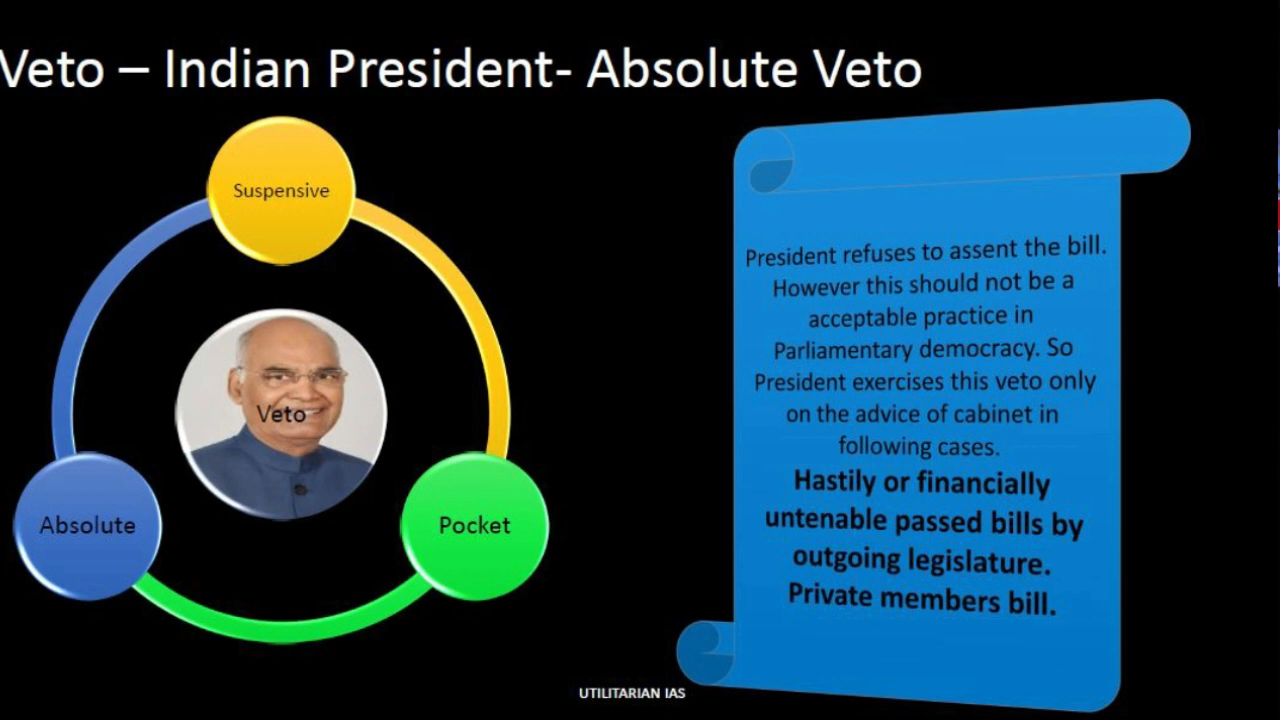 Veto – Indian President- Absolute Veto
Suspensive
Veto
Absolute
Pocket
President refuses to assent the bill.
However this should not be a
acceptable practice in
Parliamentary democracy. So
President exercises this veto only
on the advice of cabinet in
following cases.
Hastily or financially
untenable passed bills by
outgoing legislature.
Private members bill.
UTILITARIAN IAS